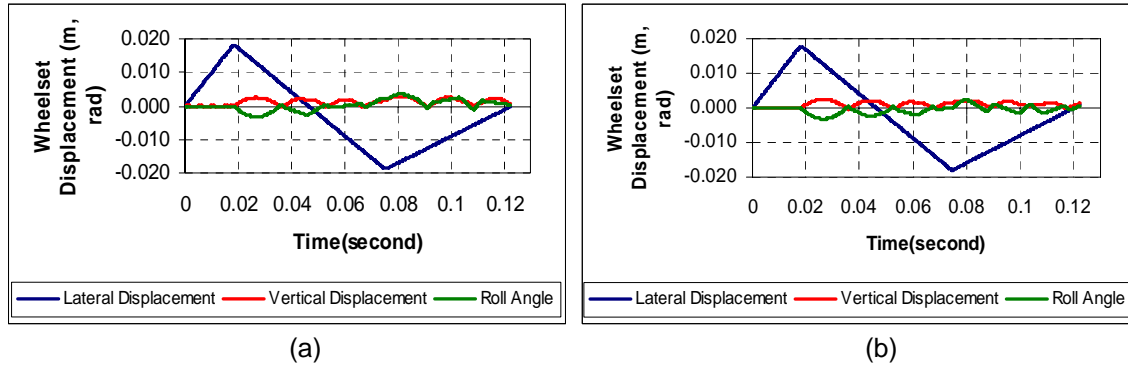 Wheelset
Displacement (m,
rad)
0.020
0.010
0.000
-0.010
-0.020
0 0.02 0.04 0.06 0.08 0.1 0.12
Time(second)
Lateral Displacement Vertical Displacement Roll Angle
(a)
Wheelset
Displacement (m,
rad)
0.020
0.010
0.000
-0.010
-0.020
0 0.02 0.04 0.06 0.08 0.1 0.12
Time(second)
Lateral Displacement Vertical Displacement Roll Angle
(b)